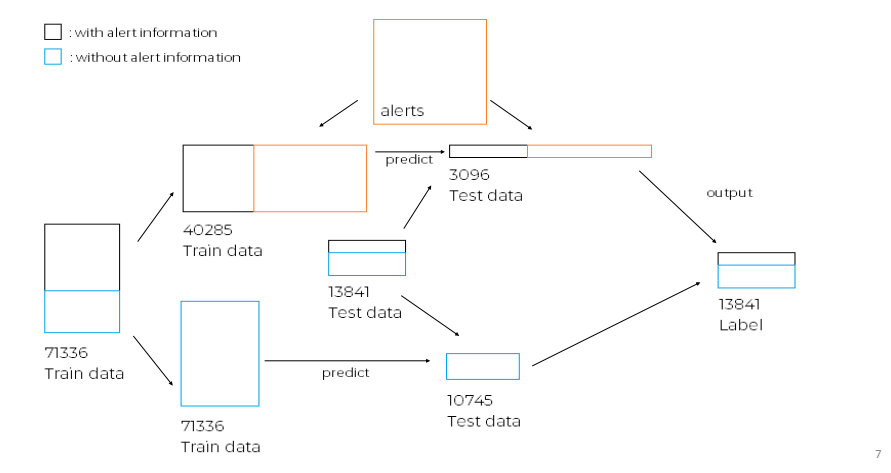 : with alert information
: without alert information
alerts
predict
3096
Test data
output
40285
Train data
13841
Test data
13841
Label
71336
Train data
predict
10745
Test data
71336
Train data
7